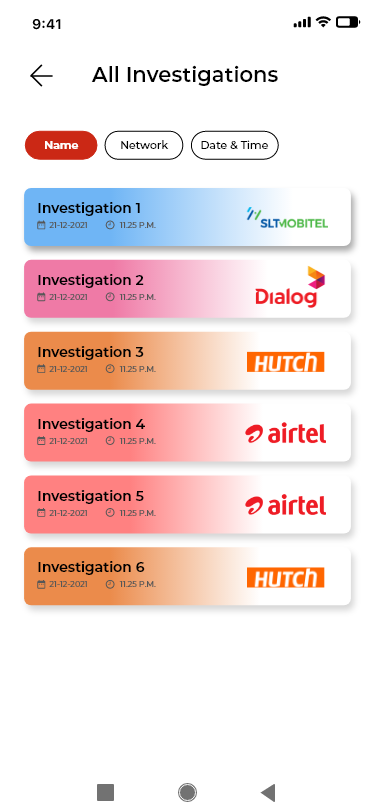 9:41
All Investigations
Name Network Date & Time
Investigation 1
21-12-2021 11.25 P.M.
SLTMOBITEL
Investigation 2
21-12-2021 11.25 P.M.
Dialog
Investigation 3
21-12-2021 11.25 P.M.
HUTCH
Investigation 4
21-12-2021 11.25 P.M.
airtel
Investigation 5
21-12-2021 11.25 P.M.
airtel
Investigation 6
21-12-2021 11.25 P.M.
HUTCH